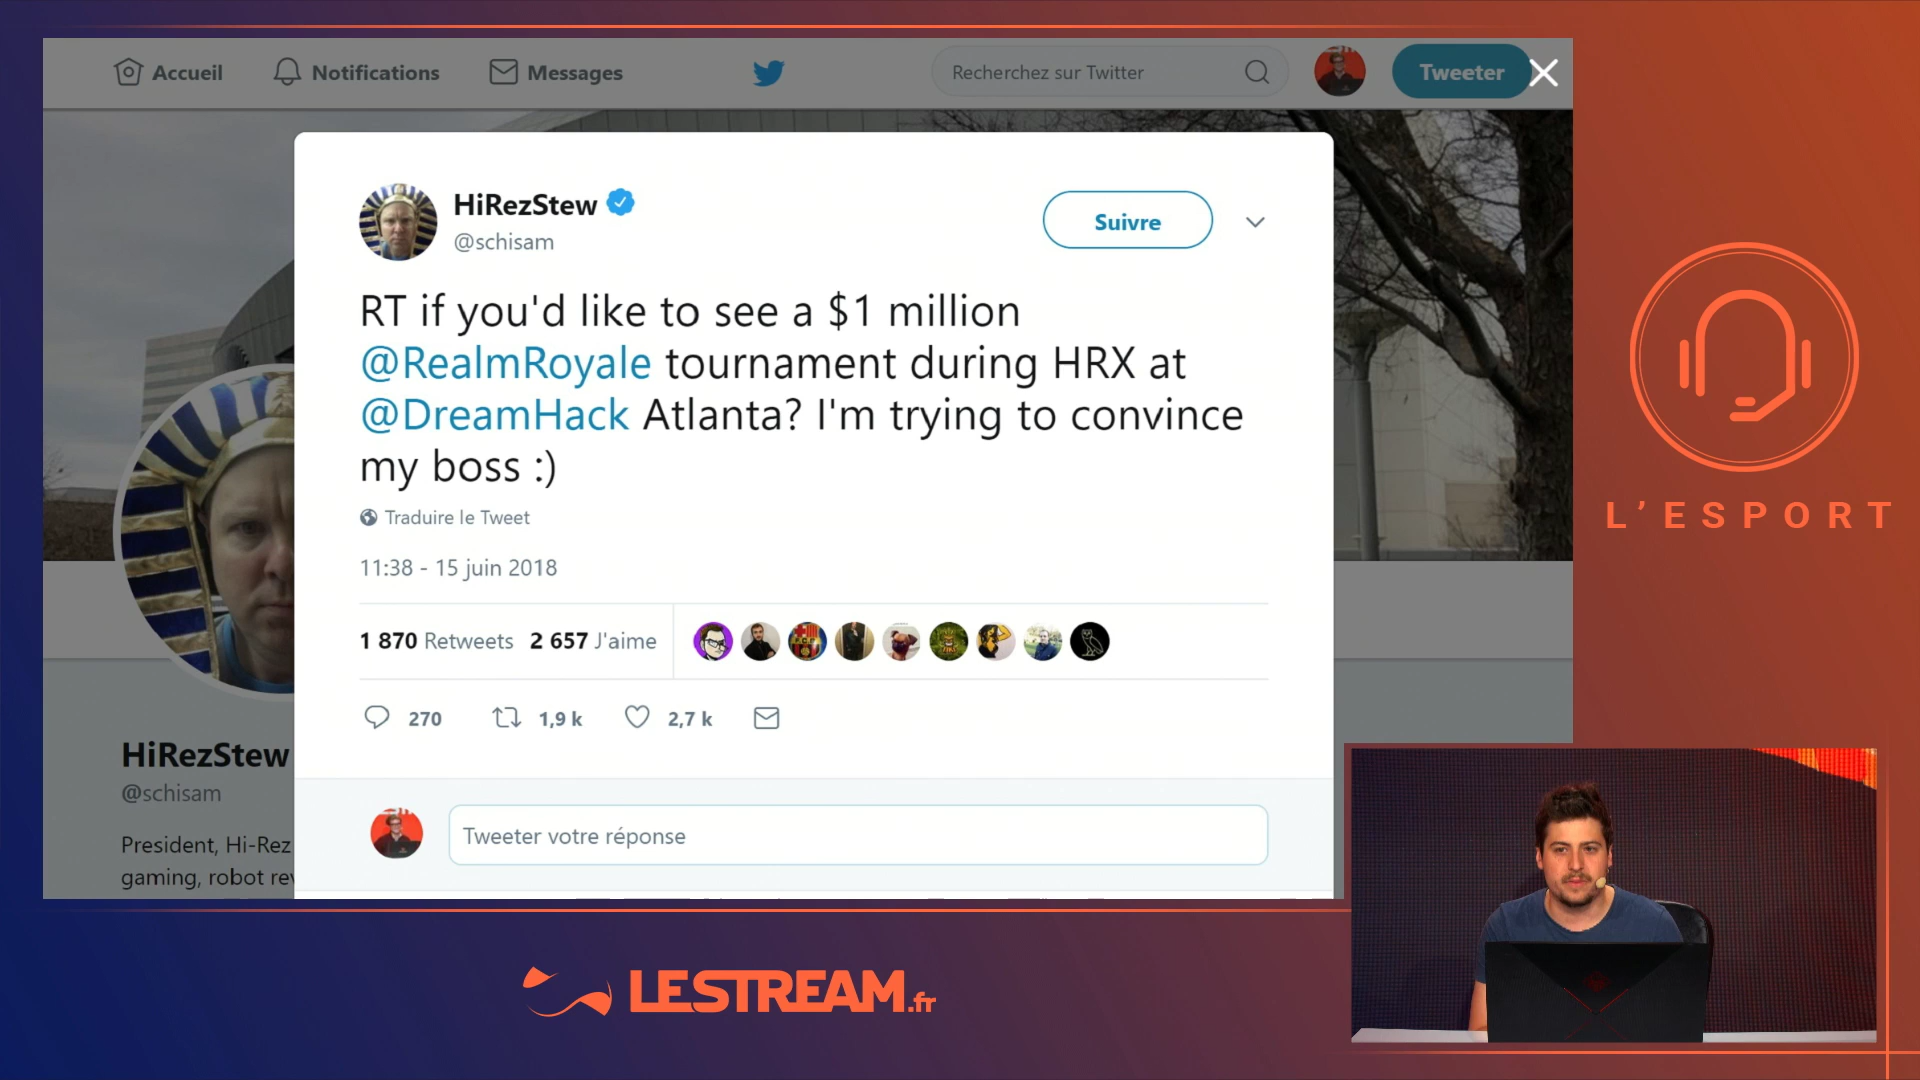 Accueil
Notifications
Messages
Recherchez sur Twitter
Tweeter
HiRezStew
@schisam
Suivre
RT if you'd like to see a $1 million
@RealmRoyale tournament during HRX at
@DreamHack Atlanta? I'm trying to convince
my boss :)
Traduire le Tweet
11:38 - 15 juin 2018
1 870 Retweets 2 657 J'aime
270
1,9 k
2,7 k
HiRezStew
@schisam
President, Hi-Rez
gaming, robot
Tweeter votre réponse
L'ESPORT
LESTREAM.fr